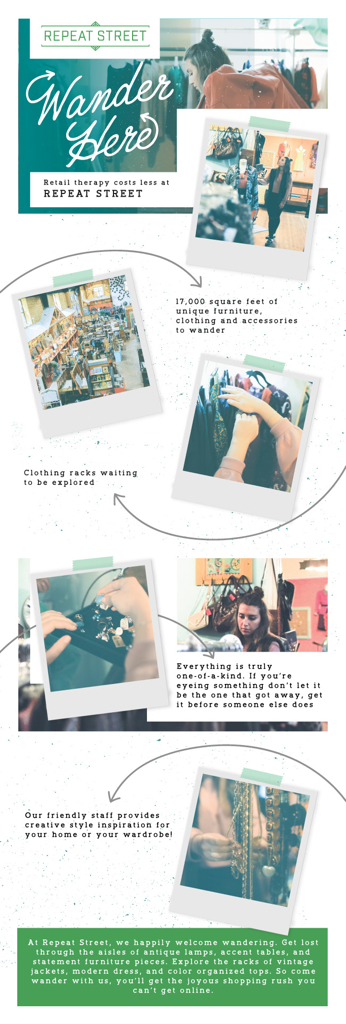 REPEAT STREET
Wander
Here
Retail therapy costs less at
REPEAT STREET
17,000 square feet of
unique furniture,
clothing and accessories
to wander
Clothing racks waiting
to be explored
Everything is truly
one-of-a-kind. If you're
eyeing something don't let it
be the one that got away, get
it before someone else does
Our friendly staff provides
creative style inspiration for
your home or your wardrobe!
At Repeat Street, we happily welcome wandering. Get lost
through the aisles of antique lamps, accent tables, and
statement furniture pieces. Explore the racks of vintage
jackets, modern dress, and color organized tops. So come
wander with us, you'll get the joyous shopping rush you
can't get online.